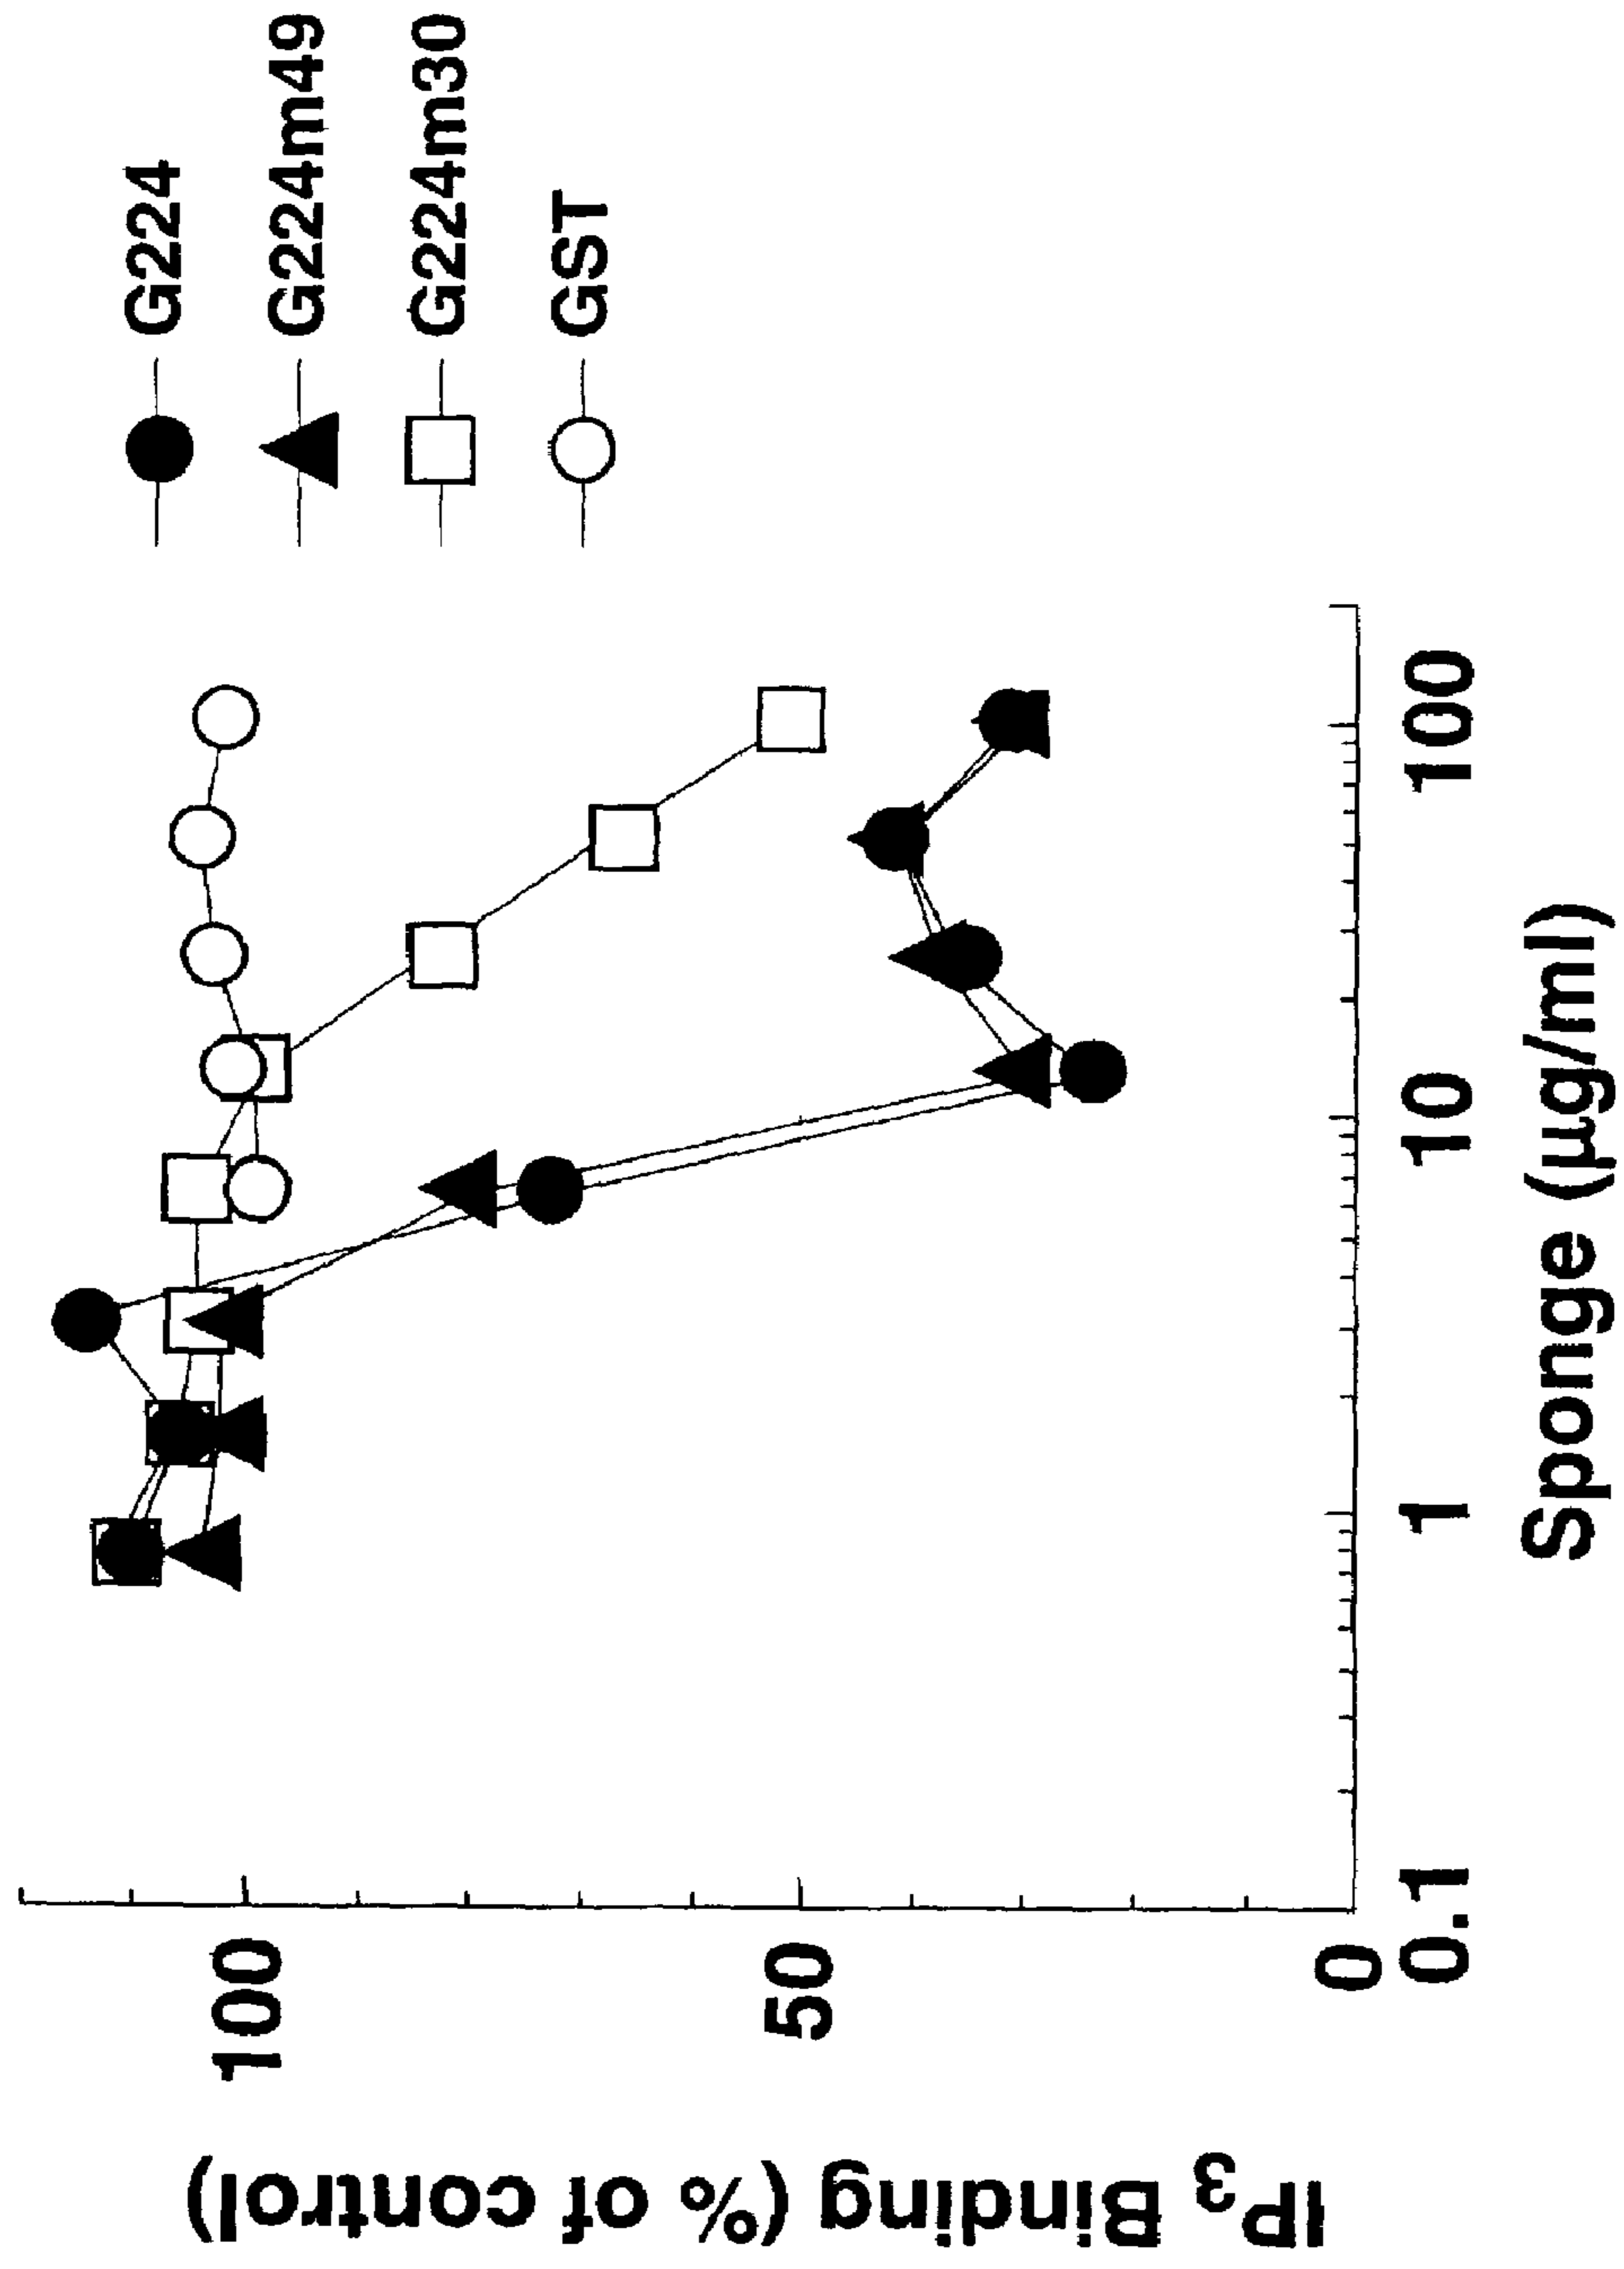 G224
G224m49
G224m30
GST
IP3 Binding (% of control)
100
50
0
0.1
1
10
100
Sponge (µg/ml)